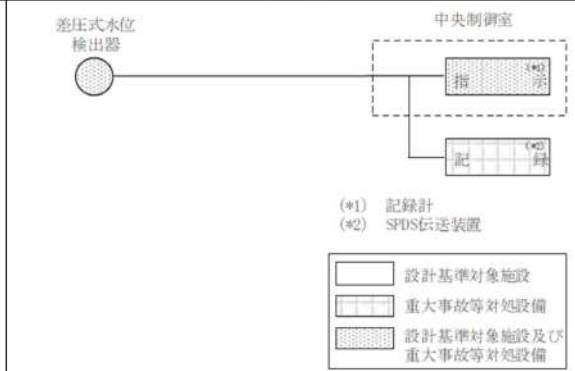 差圧式水位
検出器
中央制御室
(*1)
指 示
(*2)
記 録
(*1) 記録計
(*2) SPDS伝送装置
設計基準対象施設
重大事故等対処設備
設計基準対象施設及び
重大事故等対処設備